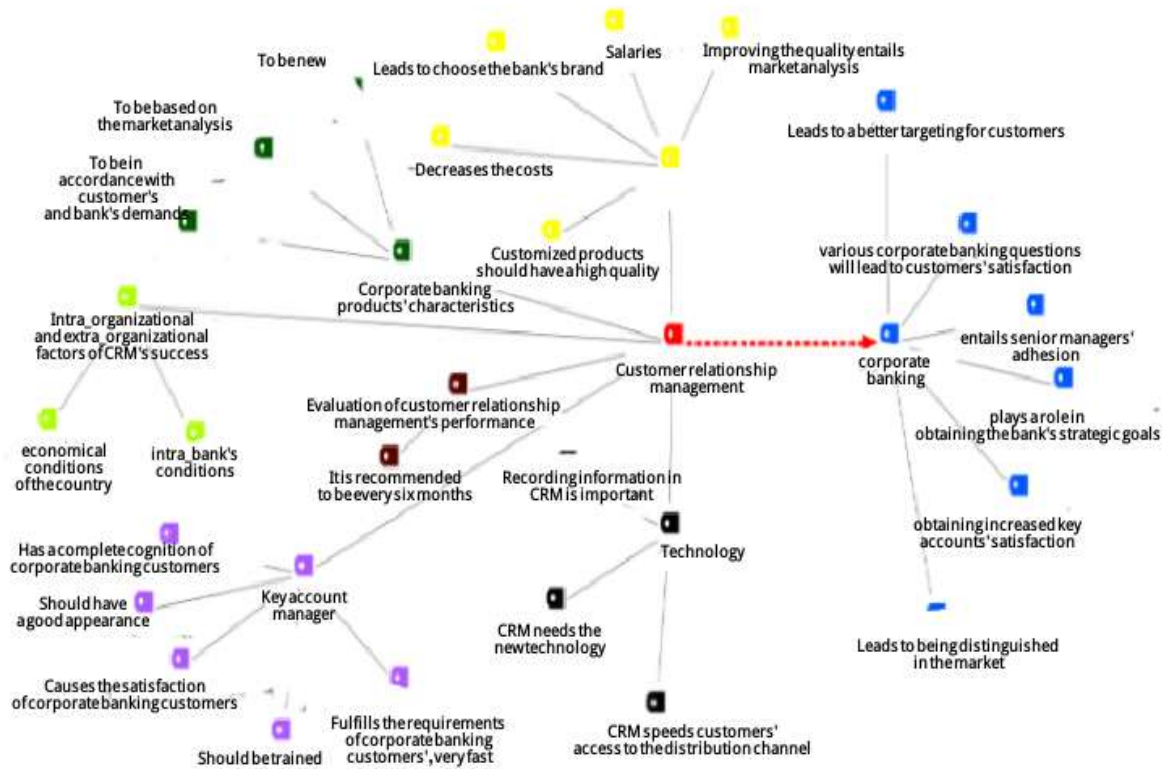 To be new
Leads to choose the bank's brand
Salaries
Improving the quality entails
market analysis
To be based on
the market analysis
Leads to a better targeting for customers
To be in
accordance with
customer's
and bank's demands
Decreases the costs
Customized products
should have a high quality
various corporate banking questions
will lead to customers' satisfaction
Corporate banking
products' characteristics
Intra_organizational
and extra_organizational
factors of CRM's success
entails senior managers'
adhesion
Customer relationship
management
corporate
banking
Evaluation of customer relationship
management's performance
plays a role in
obtaining the bank's strategic goals
economical
conditions
of the country
intra_bank's
conditions
It is recommended
to be every six months
Recording information in
CRM is important
obtaining increased key
accounts' satisfaction
Has a complete cognition of
corporate banking customers
Technology
Should have
a good appearance
Key account
manager
CRM needs the
new technology
Leads to being distinguished
in the market
Causes the satisfaction
of corporate banking customers
Fulfills the requirements
of corporate banking
customers', very fast
CRM speeds customers'
access to the distribution channel
Should be trained